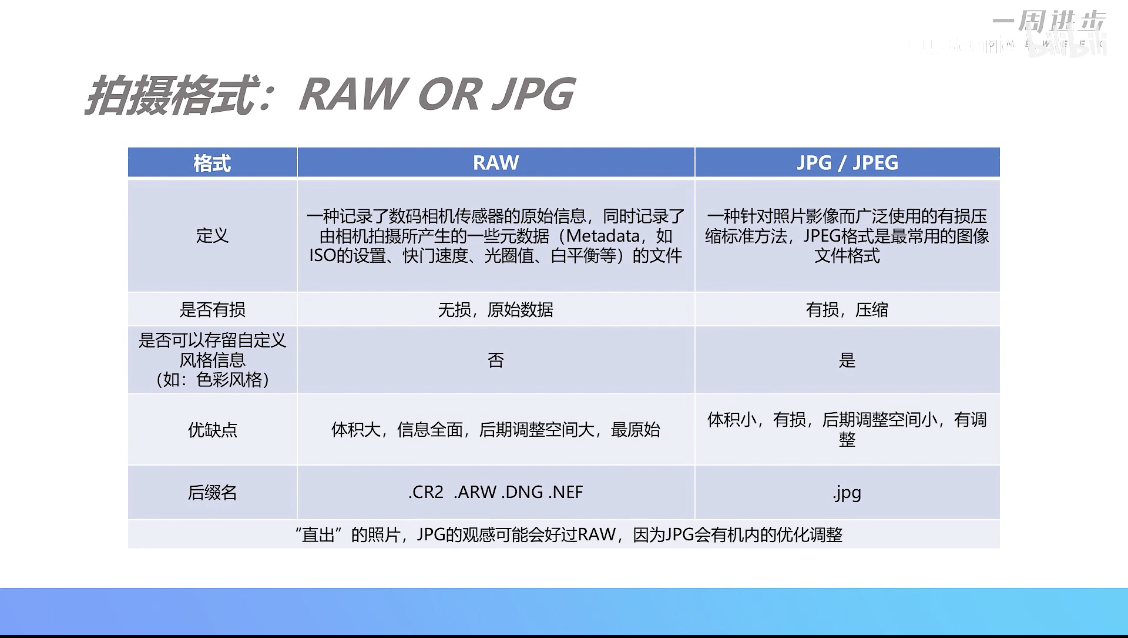 一周进步
拍摄格式：RAW OR JPG
格式
RAW
JPG / JPEG
定义
一种记录了数码相机传感器的原始信息，同时记录了
由相机拍摄所产生的一些元数据（Metadata，如
ISO的设置、快门速度、光圈值、白平衡等）的文件
一种针对照片影像而广泛使用的有损压
缩标准方法，JPEG格式是最常用的图像
文件格式
是否有损
无损，原始数据
有损，压缩
是否可以存留自定义
风格信息
（如：色彩风格）
否
是
优缺点
体积大，信息全面，后期调整空间大，最原始
体积小，有损，后期调整空间小，有调
整
后缀名
.CR2 .ARW .DNG .NEF
.jpg
“直出”的照片，JPG的观感可能会好过RAW，因为JPG会有机内的优化调整